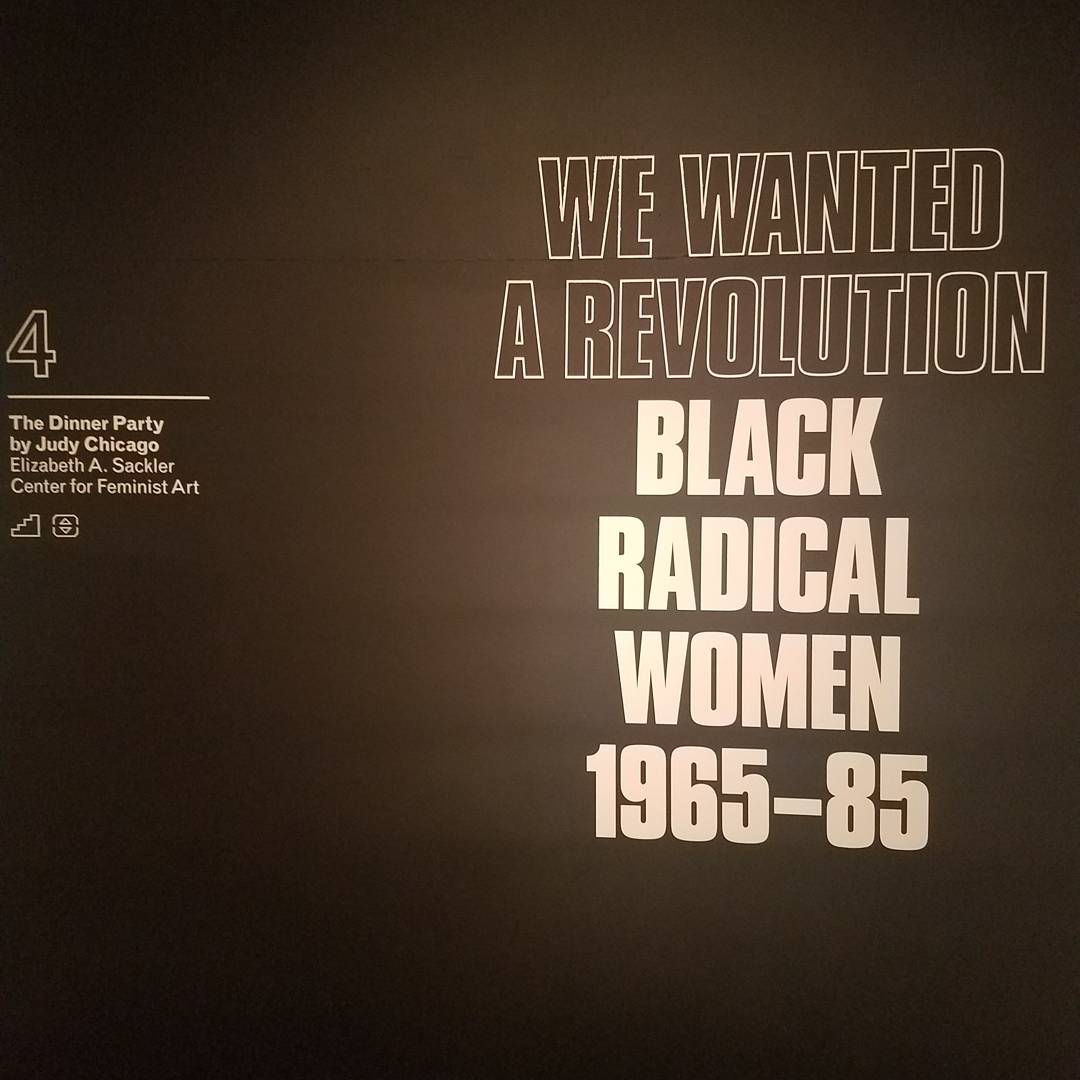 4
The Dinner Party
by Judy Chicago
Elizabeth A. Sackler
Center for Feminist Art
WE WANTED
A REVOLUTION
BLACK
RADICAL
WOMEN
1965–85